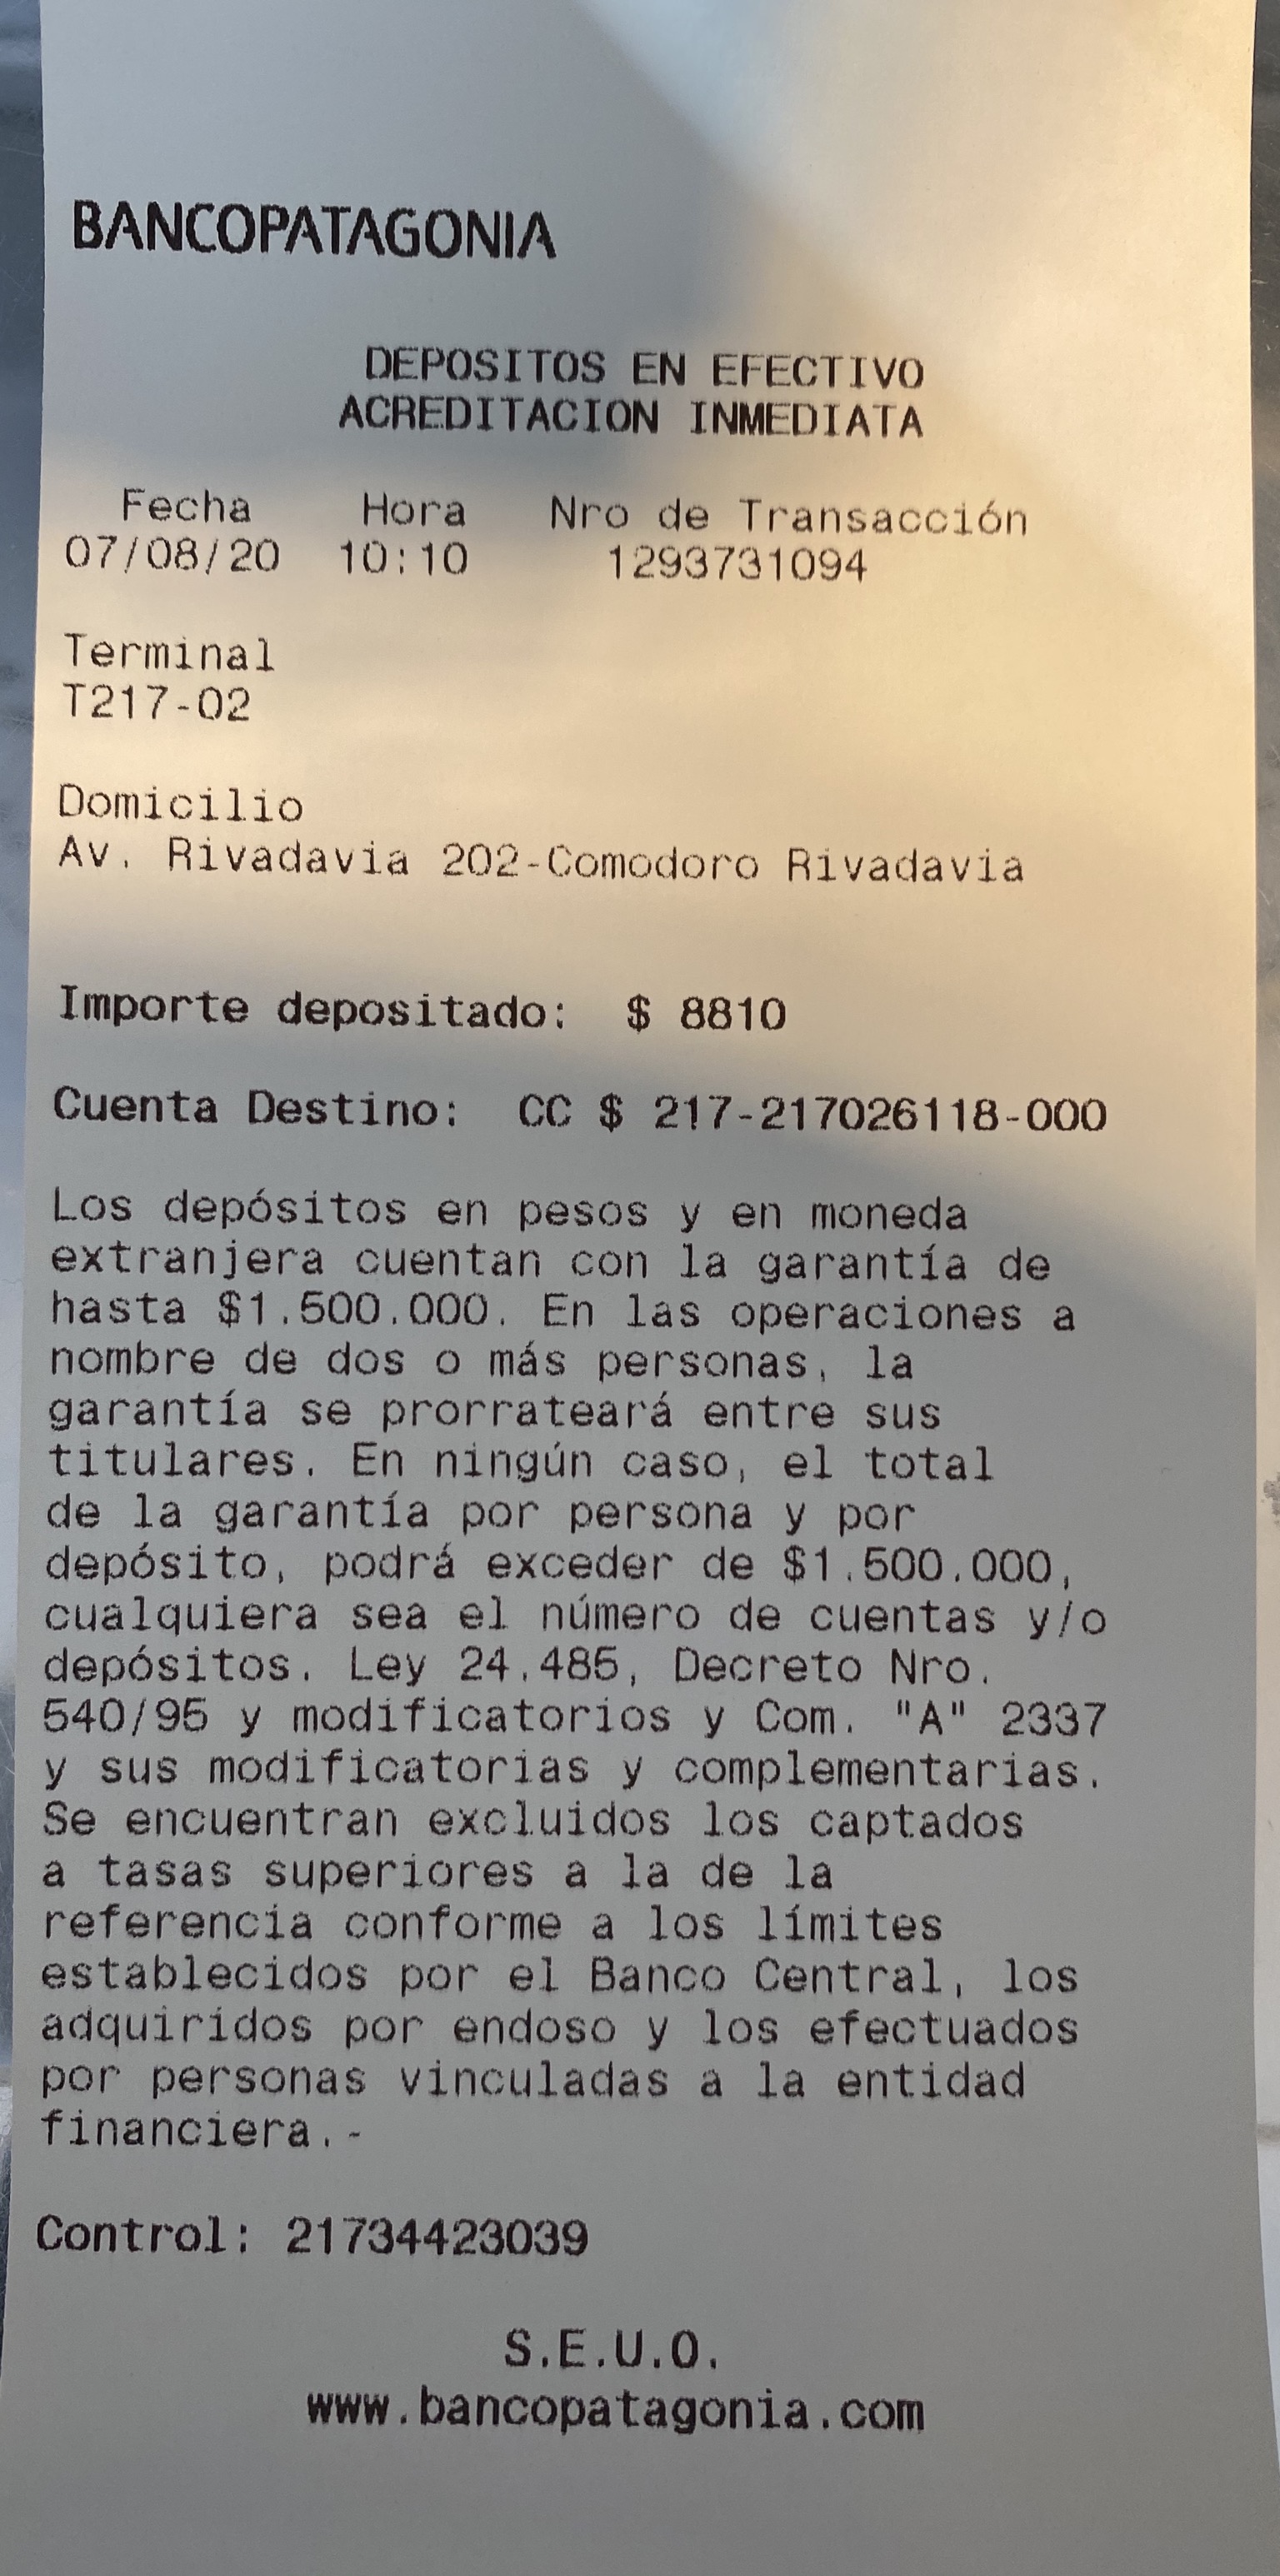 BANCOPATAGONIA
DEPOSITOS EN EFECTIVO
ACREDITACION INMEDIATA
Fecha Hora Nro de Transacción
07/08/20 10:10 1293731094
Terminal
T217-02
Domicilio
Av. Rivadavia 202-Comodoro Rivadavia
Importe depositado: $ 8810
Cuenta Destino: CC $ 217-217026118-000
Los depósitos en pesos y en moneda
extranjera cuentan con la garantía de
hasta $1.500.000. En las operaciones a
nombre de dos o más personas, la
garantía se prorrateará entre sus
titulares. En ningún caso, el total
de la garantía por persona y por
depósito, podrá exceder de $1.500.000,
cualquiera sea el número de cuentas y/o
depósitos. Ley 24.485, Decreto Nro.
540/95 y modificatorios y Com. "A" 2337
y sus modificatorias y complementarias.
Se encuentran excluidos los captados
a tasas superiores a la de la
referencia conforme a los límites
establecidos por el Banco Central, los
adquiridos por endoso y los efectuados
por personas vinculadas a la entidad
financiera.-
Control: 21734423039
S.E.U.O.
www.bancopatagonia.com